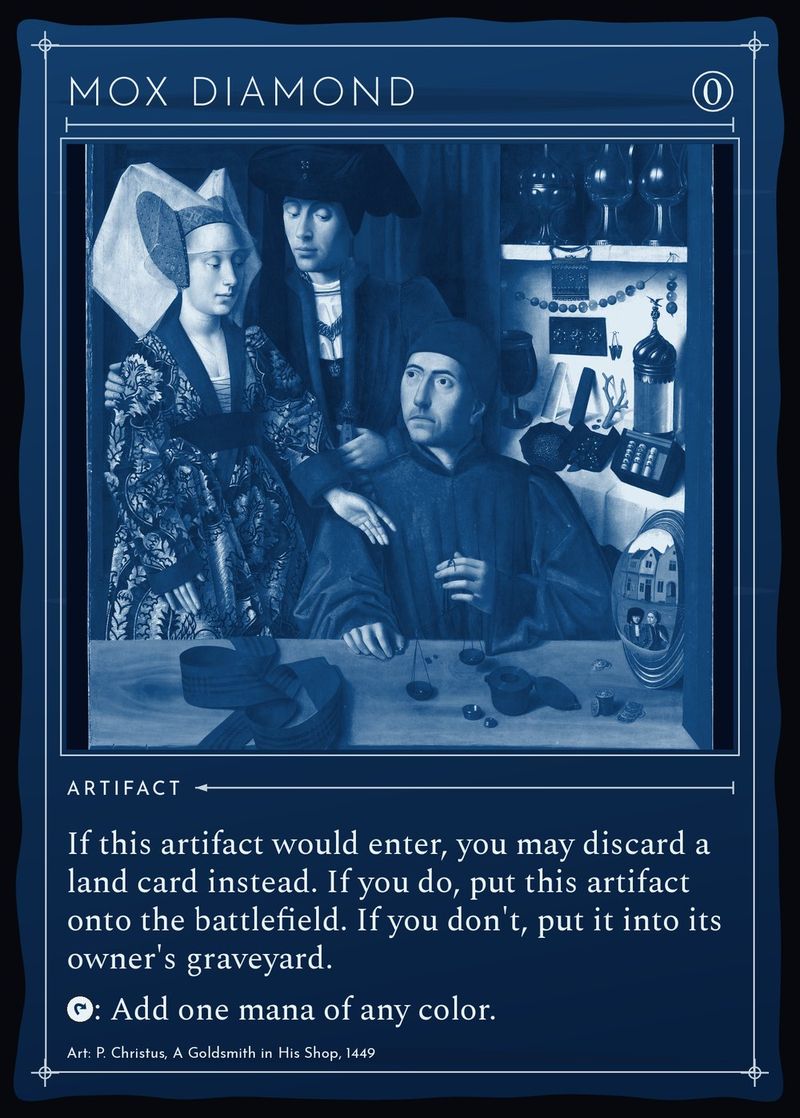 MOX DIAMOND
0
ARTIFACT
If this artifact would enter, you may discard a
land card instead. If you do, put this artifact
onto the battlefield. If you don't, put it into its
owner's graveyard.
: Add one mana of any color.
Art: P. Christus, A Goldsmith in His Shop, 1449